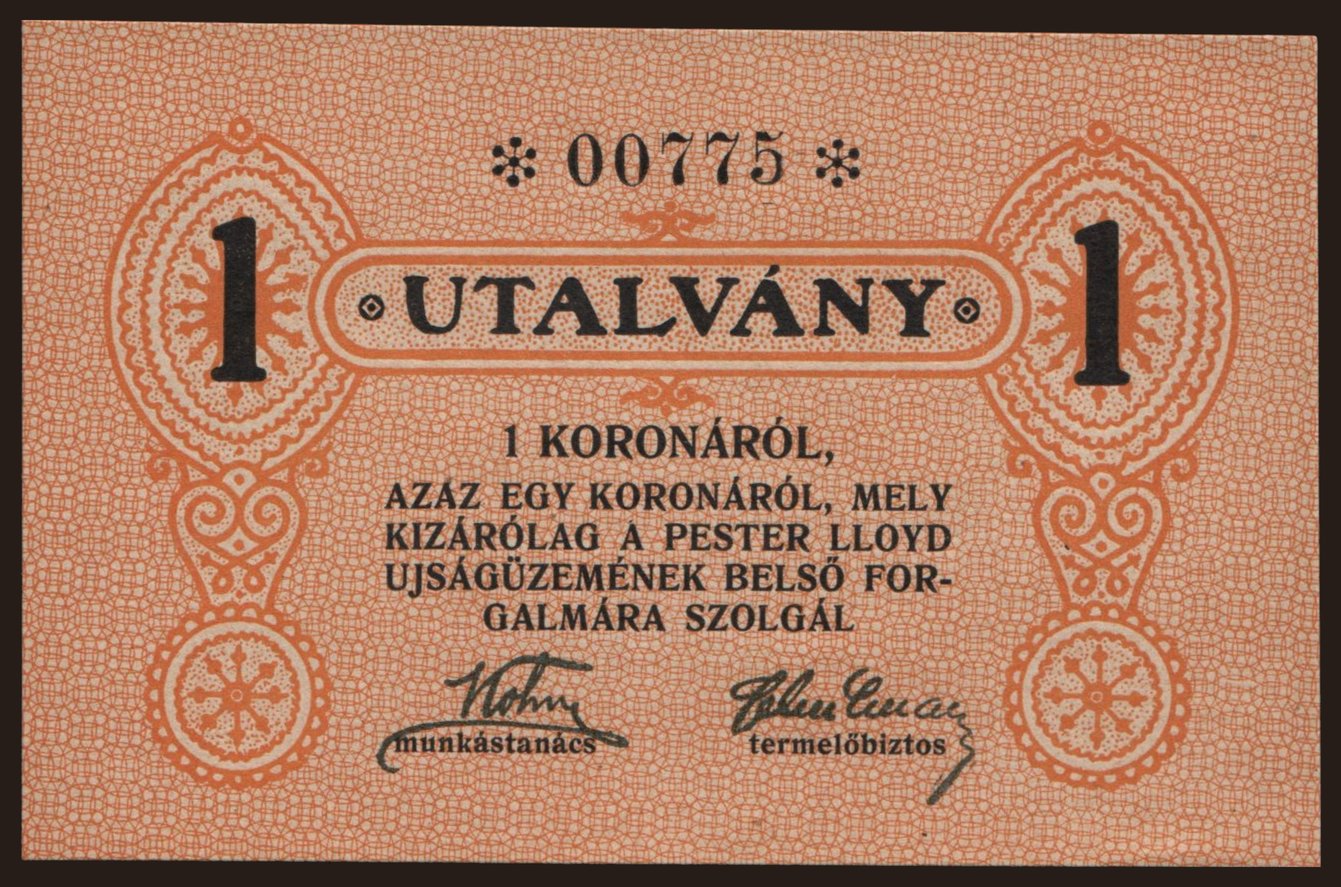 00775
1 UTALVÁNY 1
1 KORONÁRÓL,
AZAZ EGY KORONÁRÓL, MELY
KIZÁRÓLAG A PESTER LLOYD
UJSÁGÜZEMÉNEK BELSŐ FOR-
GALMÁRA SZOLGÁL
munkástanács termelőbiztos